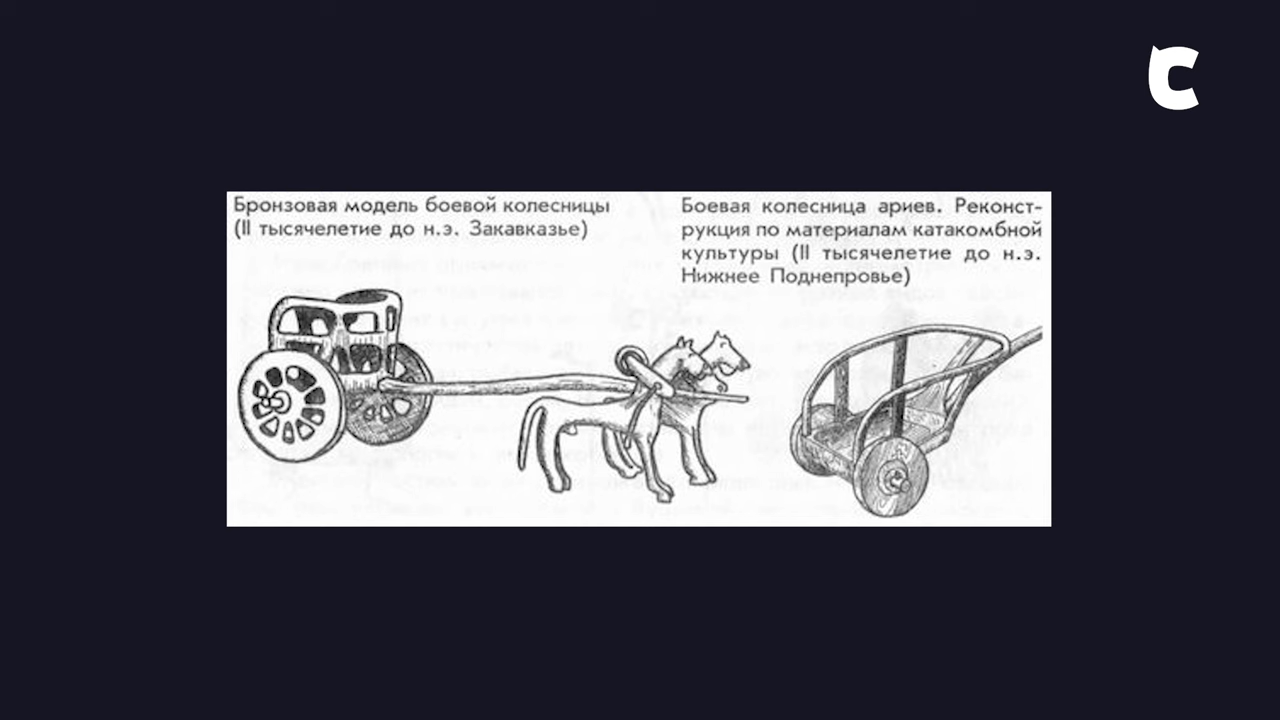 C
Бронзовая модель боевой колесницы
(II тысячелетие до н.э. Закавказье)
Боевая колесница ариев. Реконст-
рукция по материалам катакомбной
культуры (II тысячелетие до н.э.
Нижнее Поднепровье)